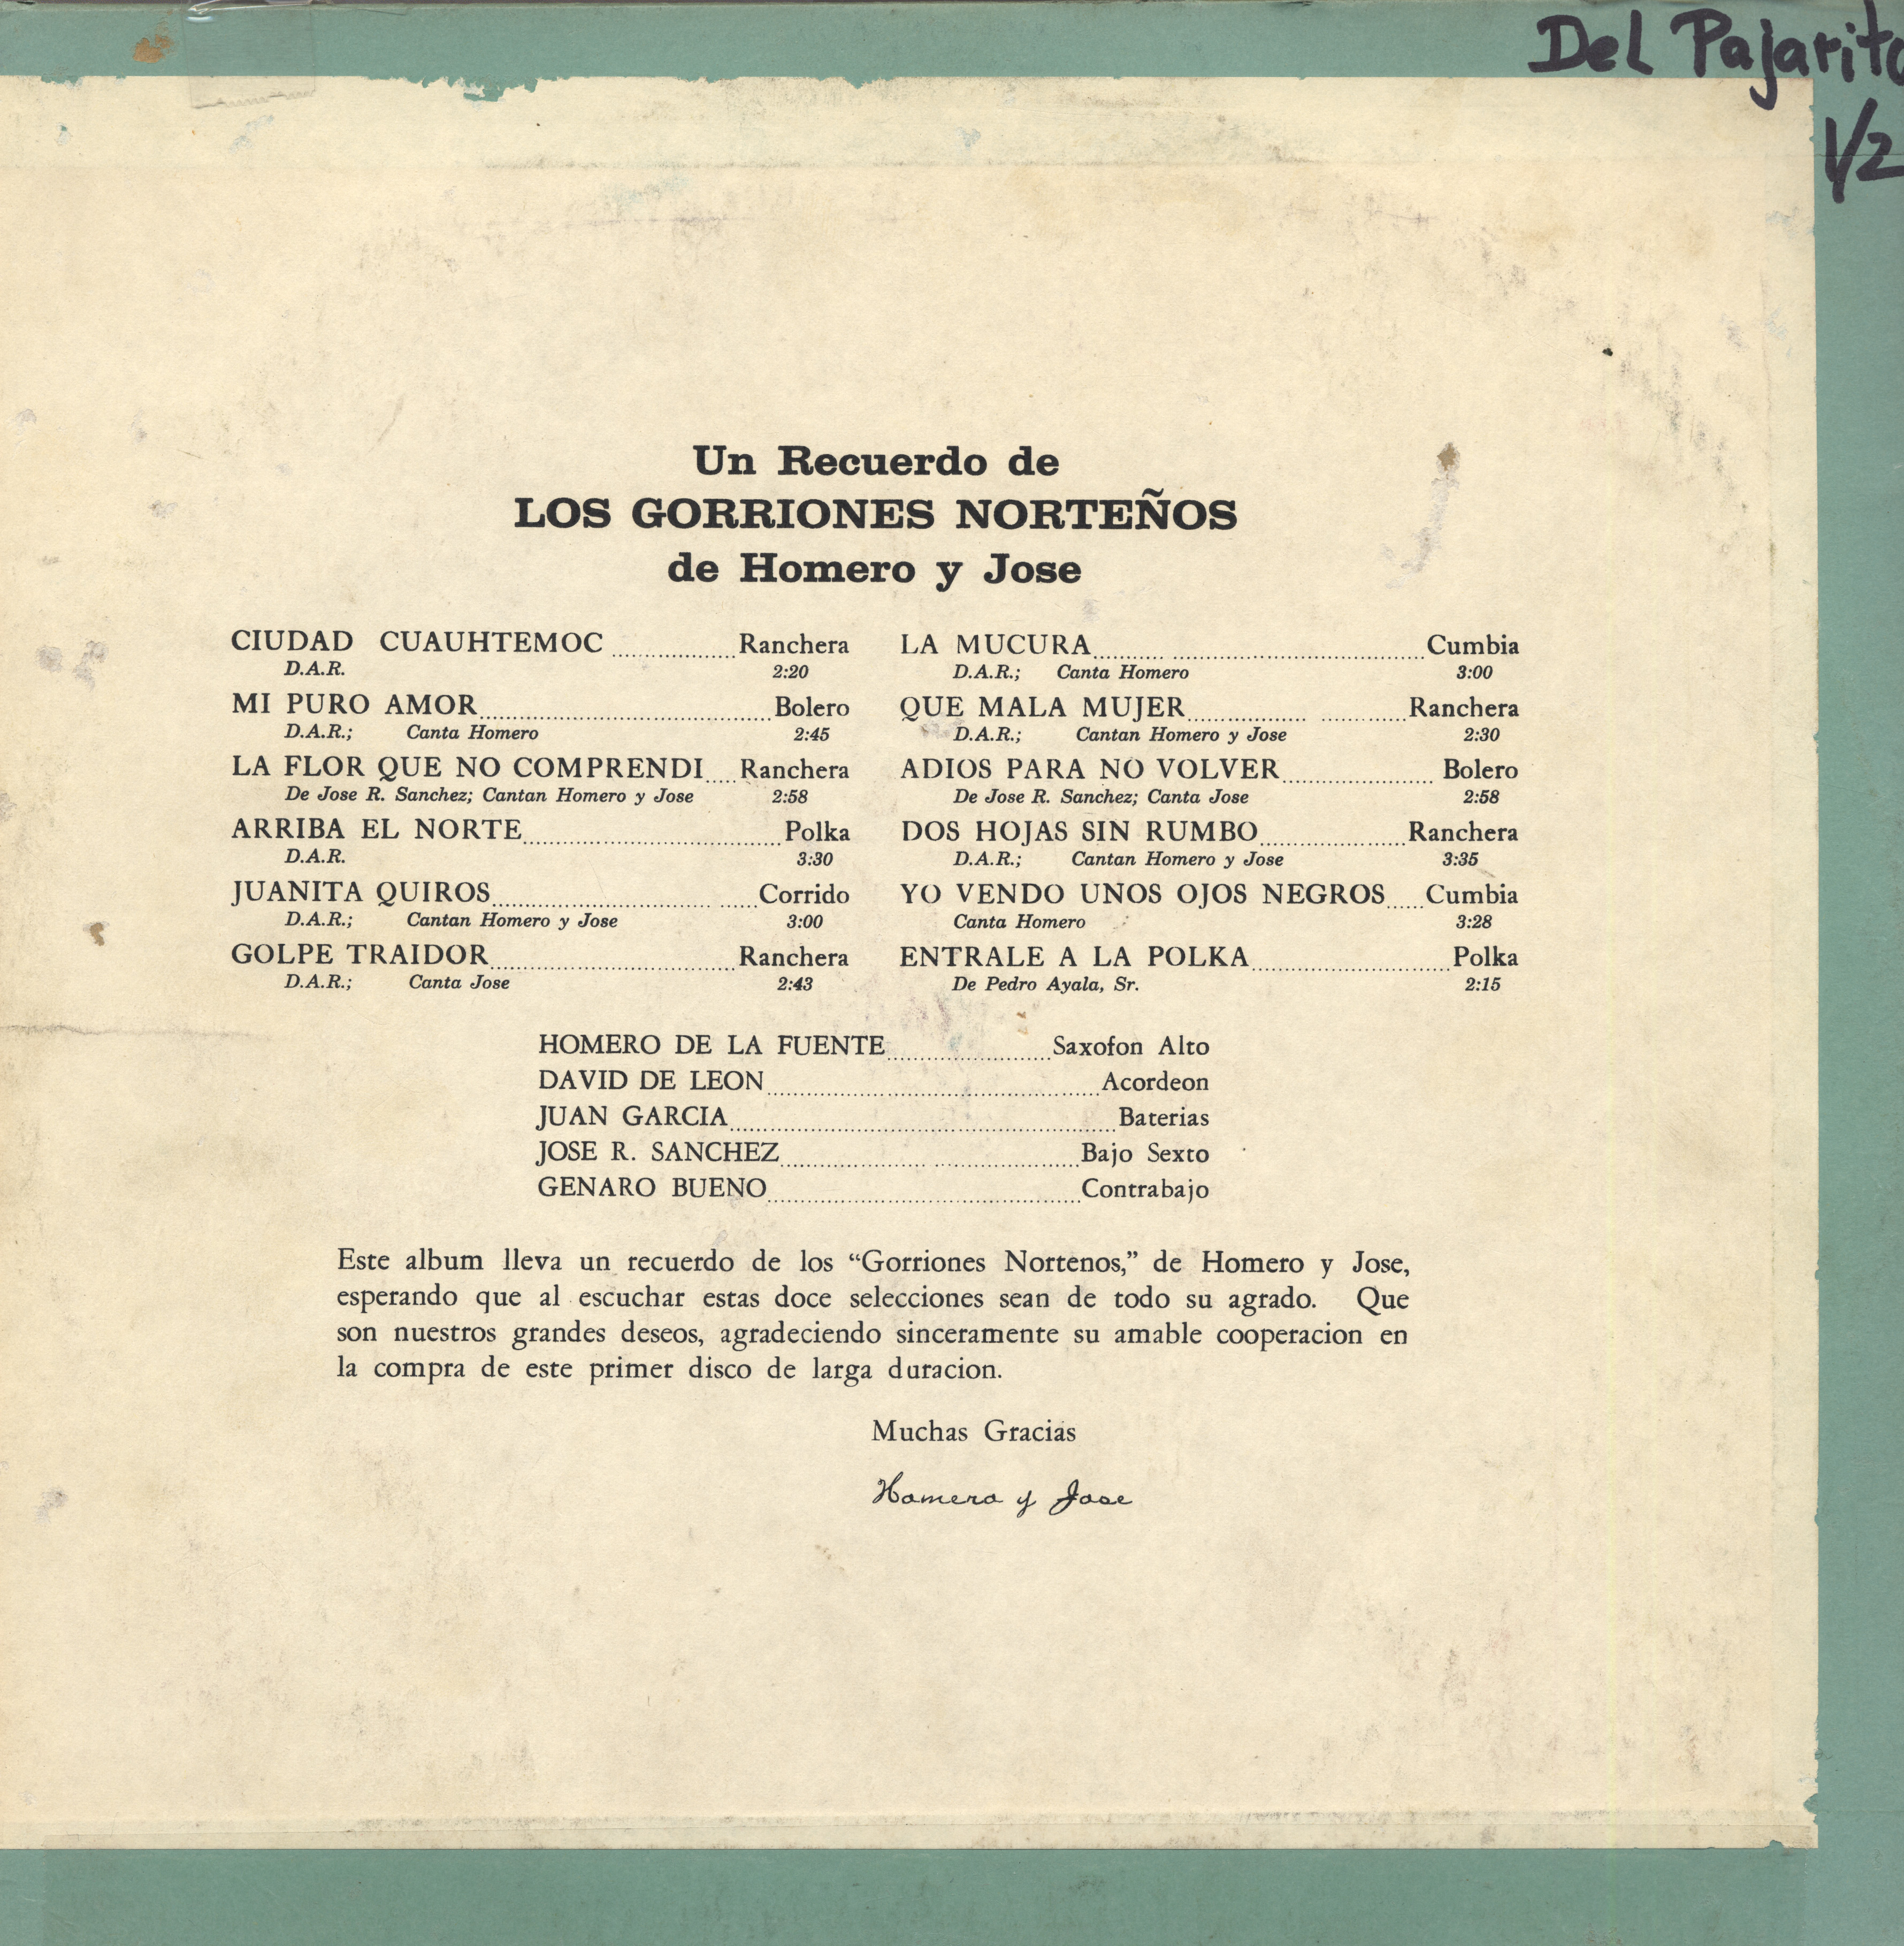 Del Pajarito
1/2
Un Recuerdo de
LOS GORRIONES NORTEÑOS
de Homero y Jose
CIUDAD CUAUHTEMOC ................ Ranchera
D.A.R. 2:20
MI PURO AMOR ................ Bolero
D.A.R.; Canta Homero 2:45
LA FLOR QUE NO COMPRENDI .... Ranchera
De Jose R. Sanchez; Cantan Homero y Jose 2:58
ARRIBA EL NORTE ................ Polka
D.A.R. 3:30
JUANITA QUIROS ................ Corrido
D.A.R.; Cantan Homero y Jose 3:00
GOLPE TRAIDOR ................ Ranchera
D.A.R.; Canta Jose 2:43
LA MUCURA ................ Cumbia
D.A.R.; Canta Homero 3:00
QUE MALA MUJER ................ Ranchera
D.A.R.; Cantan Homero y Jose 2:30
ADIOS PARA NO VOLVER ................ Bolero
De Jose R. Sanchez; Canta Jose 2:58
DOS HOJAS SIN RUMBO ................ Ranchera
D.A.R.; Cantan Homero y Jose 3:35
YO VENDO UNOS OJOS NEGROS ..... Cumbia
Canta Homero 3:28
ENTRALE A LA POLKA ................ Polka
De Pedro Ayala, Sr. 2:15
HOMERO DE LA FUENTE ................ Saxofon Alto
DAVID DE LEON ................ Acordeon
JUAN GARCIA ................ Baterias
JOSE R. SANCHEZ ................ Bajo Sexto
GENARO BUENO ................ Contrabajo
Este album lleva un recuerdo de los “Gorriones Nortenos,” de Homero y Jose,
esperando que al escuchar estas doce selecciones sean de todo su agrado. Que
son nuestros grandes deseos, agradeciendo sinceramente su amable cooperacion en
la compra de este primer disco de larga duracion.
Muchas Gracias
Homero y Jose